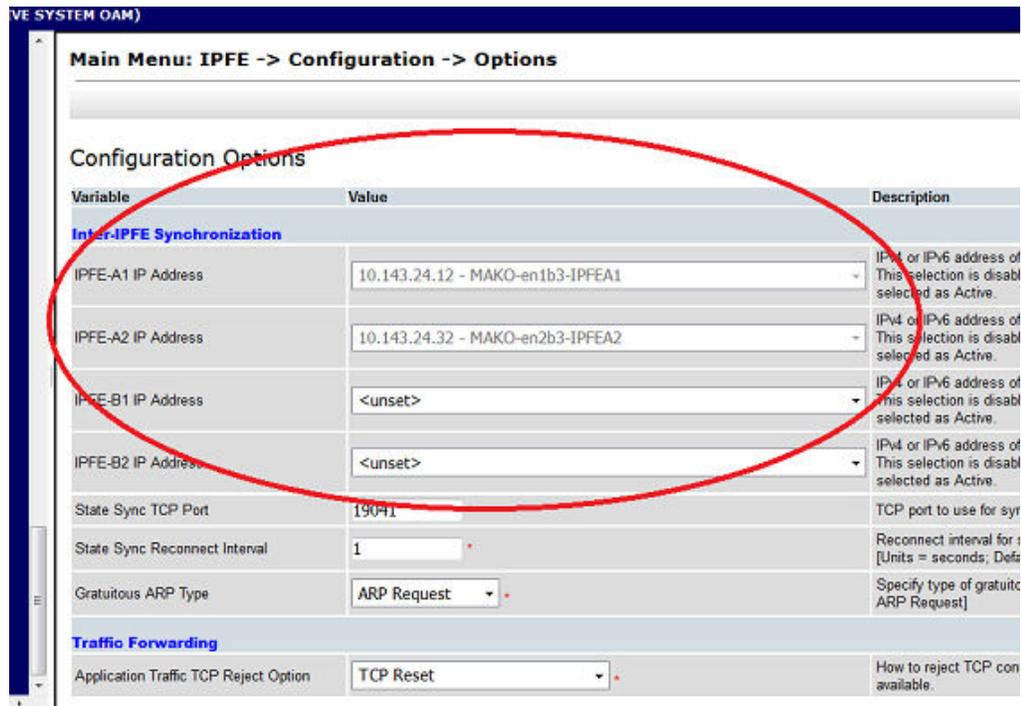 VE SYSTEM OAM)
Main Menu: IPFE -> Configuration -> Options
Configuration Options
Variable Value Description
Inter-IPFE Synchronization
IPFE-A1 IP Address 10.143.24.12 - MAKO-en1b3-IPFEA1 IPv4 or IPv6 address of
This selection is disabl
selected as Active.
IPFE-A2 IP Address 10.143.24.32 - MAKO-en2b3-IPFEA2 IPv4 or IPv6 address of
This selection is disabl
selected as Active.
IPFE-B1 IP Address <unset> IPv4 or IPv6 address of
This selection is disabl
selected as Active.
IPFE-B2 IP Address <unset> IPv4 or IPv6 address of
This selection is disabl
selected as Active.
State Sync TCP Port 19041 TCP port to use for syn
State Sync Reconnect Interval 1 * Reconnect interval for s
[Units = seconds; Defa
Gratuitous ARP Type ARP Request * Specify type of gratuito
ARP Request]
Traffic Forwarding
Application Traffic TCP Reject Option TCP Reset * How to reject TCP con
available.